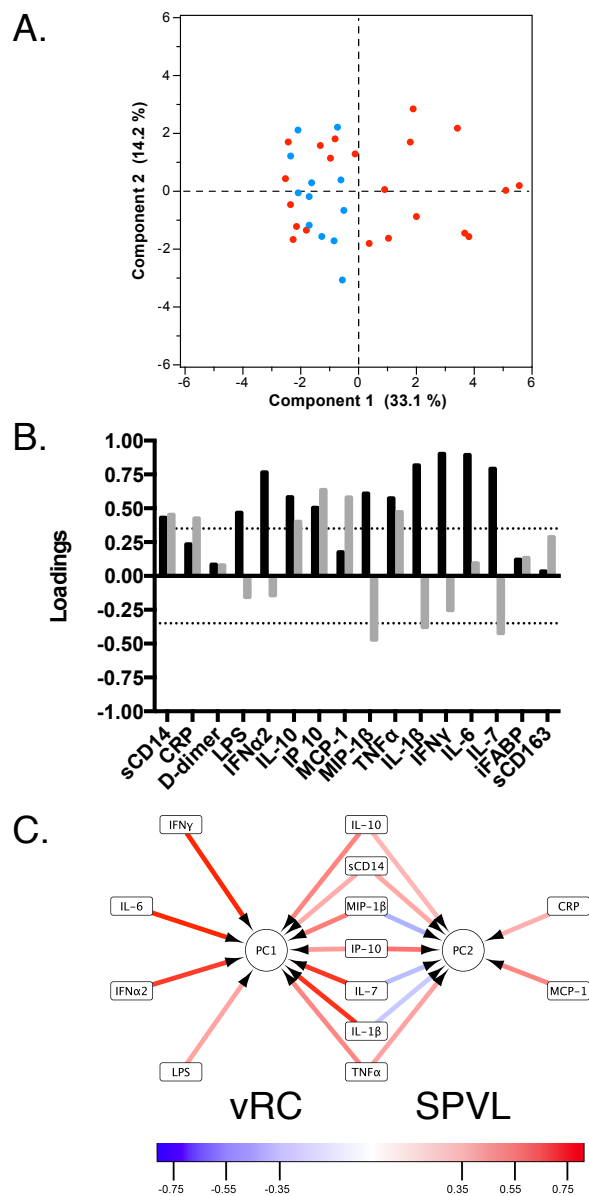 A.
6
4
2
0
-2
-4
-6
Component 2 (14.2 %)
-6 -4 -2 0 2 4 6
Component 1 (33.1 %)
B.
1.00
0.75
0.50
0.25
0.00
-0.25
-0.50
-0.75
-1.00
Loadings
sCD14
CRP
D-dimer
LPS
IFNα2
IL-10
IP 10
MCP-1
MIP-1β
TNFα
IL-1β
IFNγ
IL-6
IL-7
iFABP
sCD163
C.
IFNγ
IL-10
sCD14
IL-6
MIP-1β
CRP
PC1
IP-10
PC2
IFNα2
IL-7
MCP-1
IL-1β
LPS
TNFα
vRC SPVL
-0.75 -0.55 -0.35 0.35 0.55 0.75